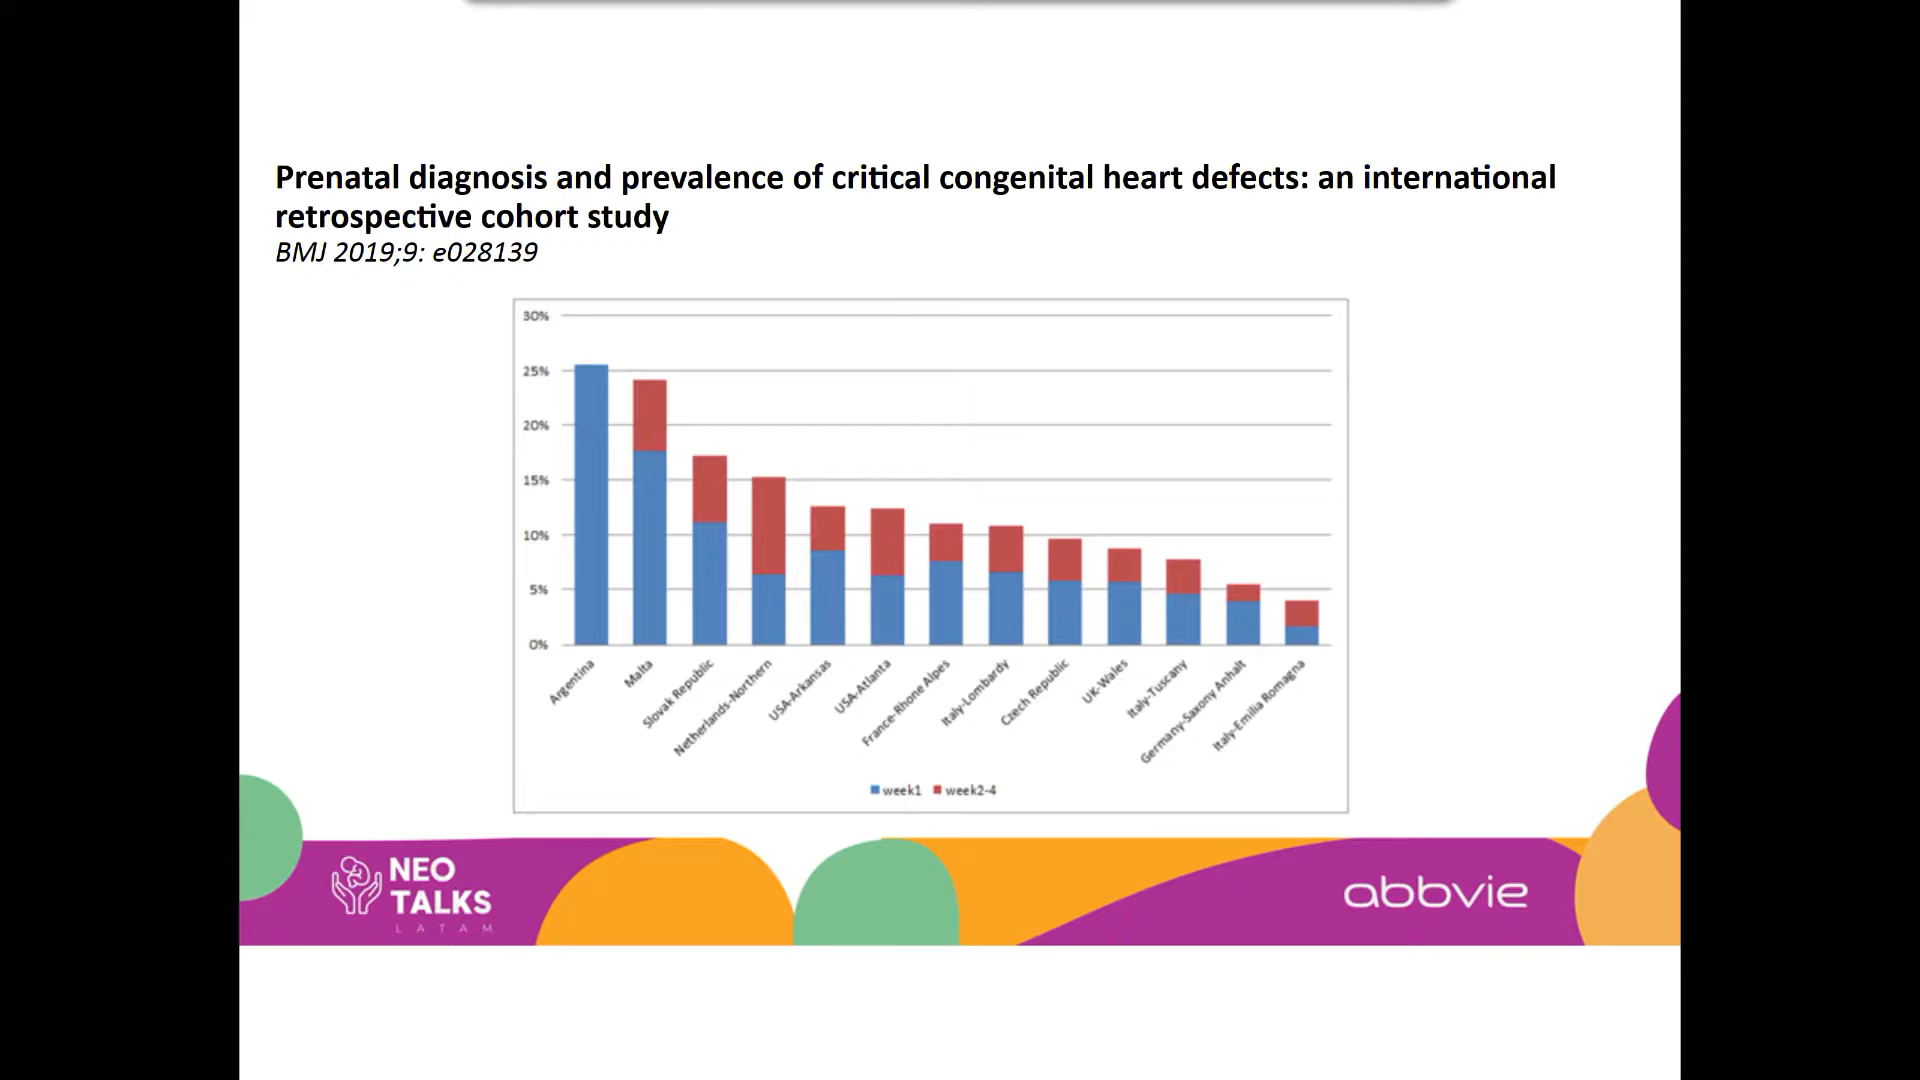 Prenatal diagnosis and prevalence of critical congenital heart defects: an international
retrospective cohort study
BMJ 2019;9: e028139
30%
25%
20%
15%
10%
5%
0%
Argentina
Malta
Slovak Republic
Netherlands-Northern
USA-Arkansas
USA-Atlanta
France-Rhone Alpes
Italy-Lombardy
Czech Republic
UK-Wales
Italy-Tuscany
Germany-Saxony Anhalt
Italy-Emilia Romagna
week1 week2-4
NEO
TALKS
LATAM
abbvie